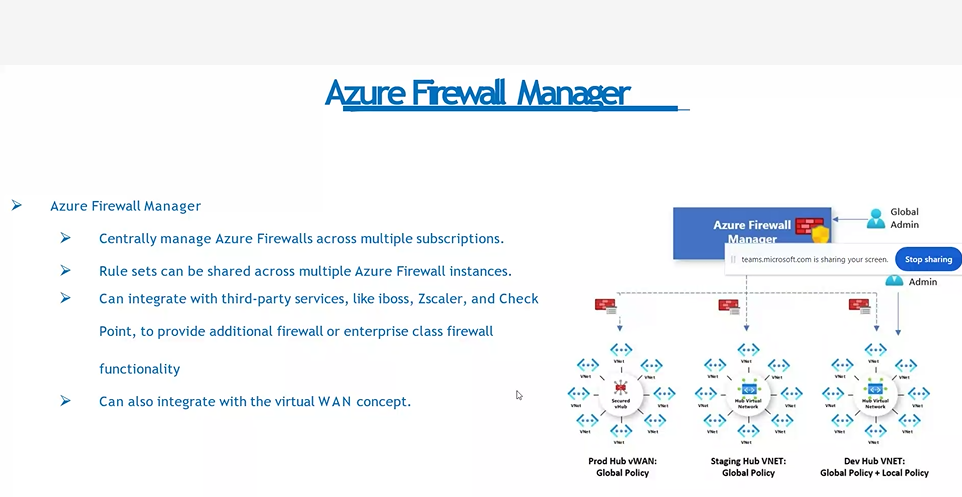 Azure Firewall Manager
Azure Firewall Manager
Centrally manage Azure Firewalls across multiple subscriptions.
Rule sets can be shared across multiple Azure Firewall instances.
Can integrate with third-party services, like iboss, Zscaler, and Check
Point, to provide additional firewall or enterprise class firewall
functionality
Can also integrate with the virtual WAN concept.
Azure Firewall
Manager
Global
Admin
teams.microsoft.com is sharing your screen.
Stop sharing
Admin
VNet
VNet
VNet
VNet
VNet
VNet
VNet
VNet
Secured
vHub
Prod Hub vWAN:
Global Policy
VNet
VNet
VNet
VNet
VNet
VNet
VNet
VNet
Hub Virtual
Network
Staging Hub VNET:
Global Policy
VNet
VNet
VNet
VNet
VNet
VNet
VNet
VNet
Hub Virtual
Network
Dev Hub VNET:
Global Policy + Local Policy